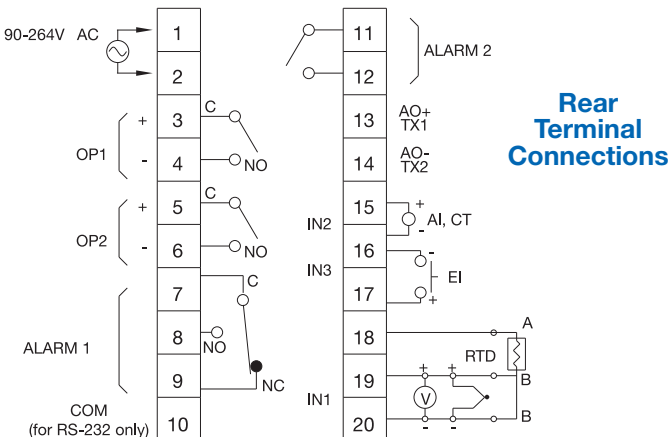 90-264V AC
1
2
OP1
+
3
C
-
4
NO
OP2
+
5
C
-
6
NO
ALARM 1
7
C
8
NO
9
NC
COM
(for RS-232 only)
10
11
12
ALARM 2
13
AO+
TX1
14
AO-
TX2
IN2
15
+
-
AI, CT
IN3
16
-
17
+
EI
18
A
RTD
IN1
19
+
+
B
V
20
-
-
B
Rear
Terminal
Connections